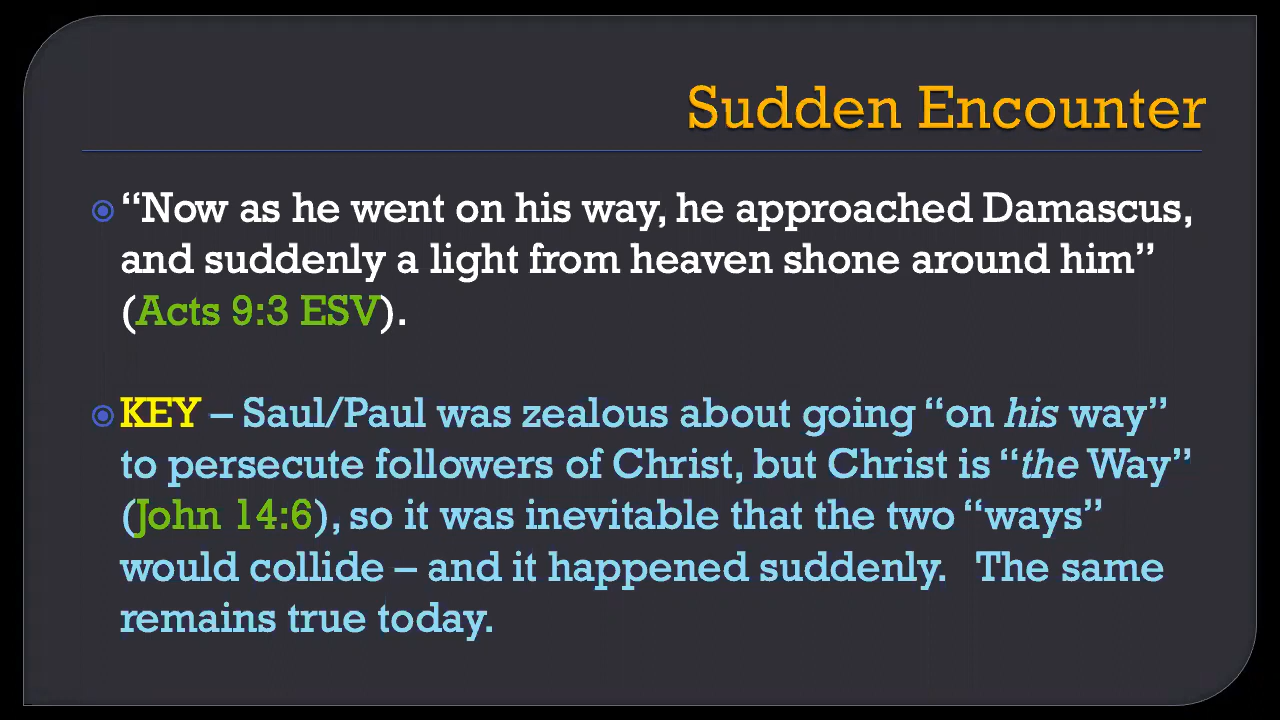 Sudden Encounter
“Now as he went on his way, he approached Damascus,
and suddenly a light from heaven shone around him”
(Acts 9:3 ESV).
KEY – Saul/Paul was zealous about going “on his way”
to persecute followers of Christ, but Christ is “the Way”
(John 14:6), so it was inevitable that the two “ways”
would collide – and it happened suddenly.   The same
remains true today.